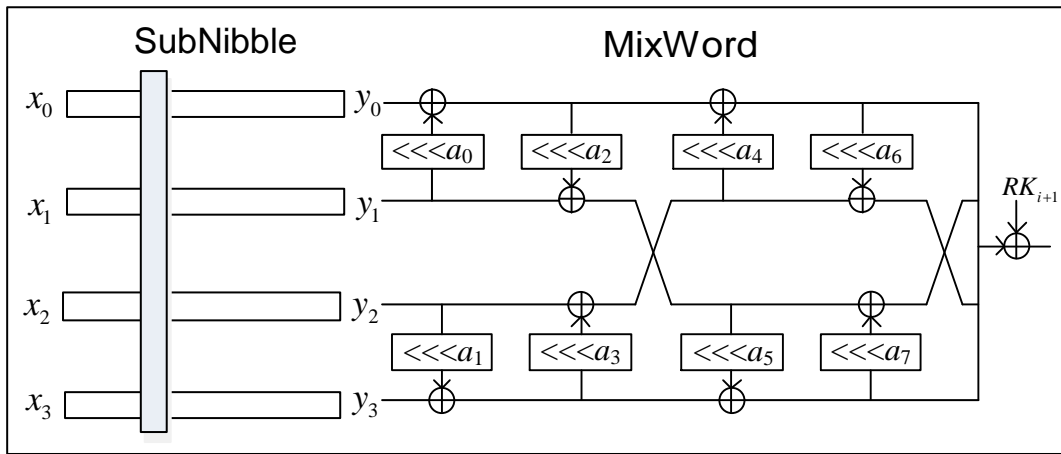 SubNibble MixWord
x₀ y₀
<<<a₀ <<<a₂ <<<a₄ <<<a₆
x₁ y₁ RKᵢ₊₁
x₂ y₂
<<<a₁ <<<a₃ <<<a₅ <<<a₇
x₃ y₃